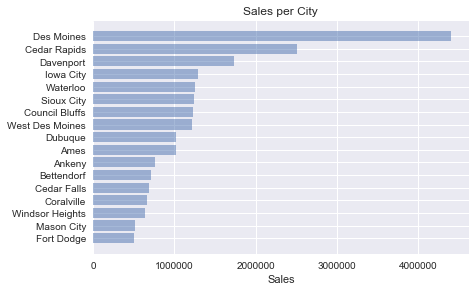 Sales per City
Des Moines
Cedar Rapids
Davenport
Iowa City
Waterloo
Sioux City
Council Bluffs
West Des Moines
Dubuque
Ames
Ankeny
Bettendorf
Cedar Falls
Coralville
Windsor Heights
Mason City
Fort Dodge
0 1000000 2000000 3000000 4000000
Sales